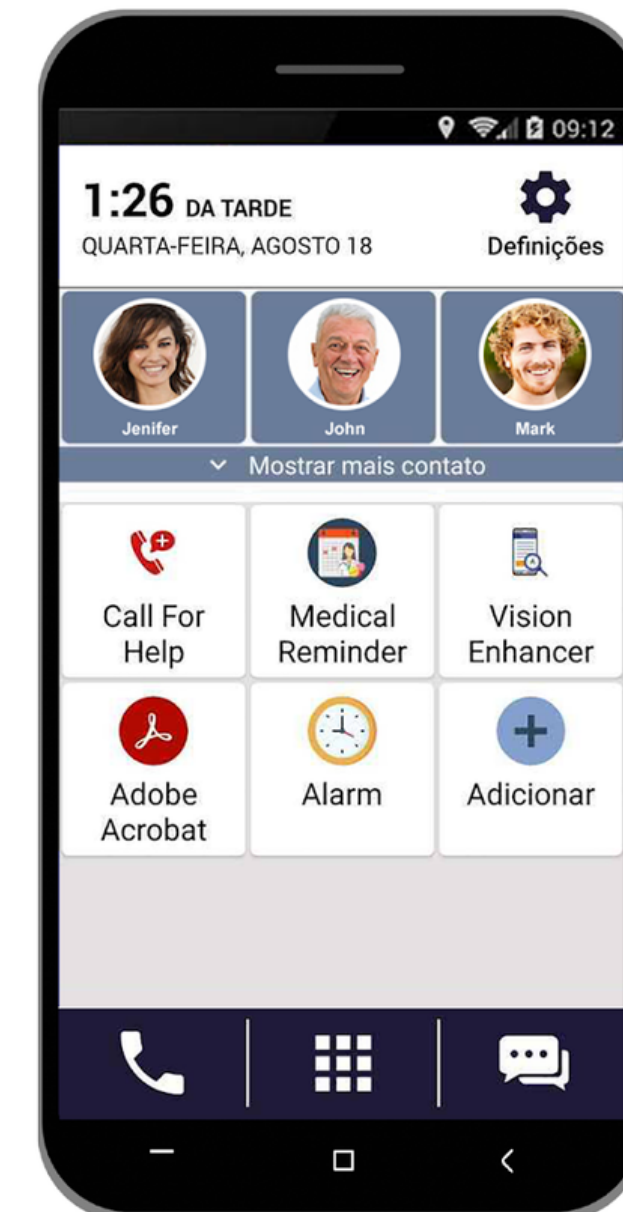 09:12
1:26 DA TARDE
QUARTA-FEIRA, AGOSTO 18
Definições
Jenifer
John
Mark
Mostrar mais contato
Call For
Help
Medical
Reminder
Vision
Enhancer
Adobe
Acrobat
Alarm
Adicionar